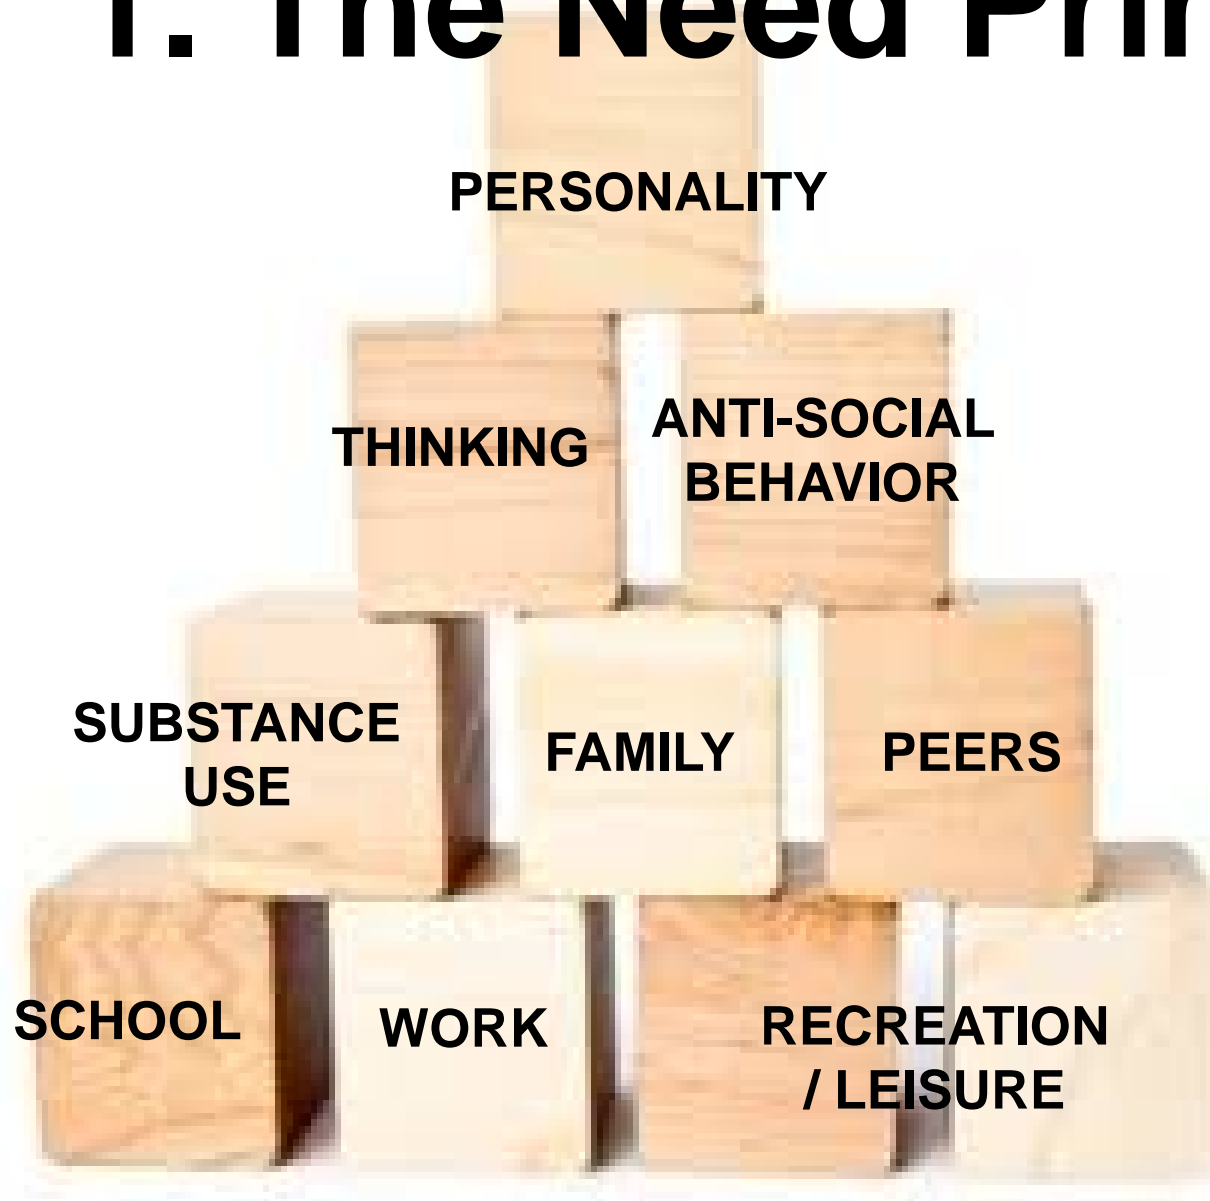 1. The Need
PERSONALITY
THINKING
ANTI-SOCIAL
BEHAVIOR
SUBSTANCE
USE
FAMILY
PEERS
SCHOOL
WORK
RECREATION
/ LEISURE